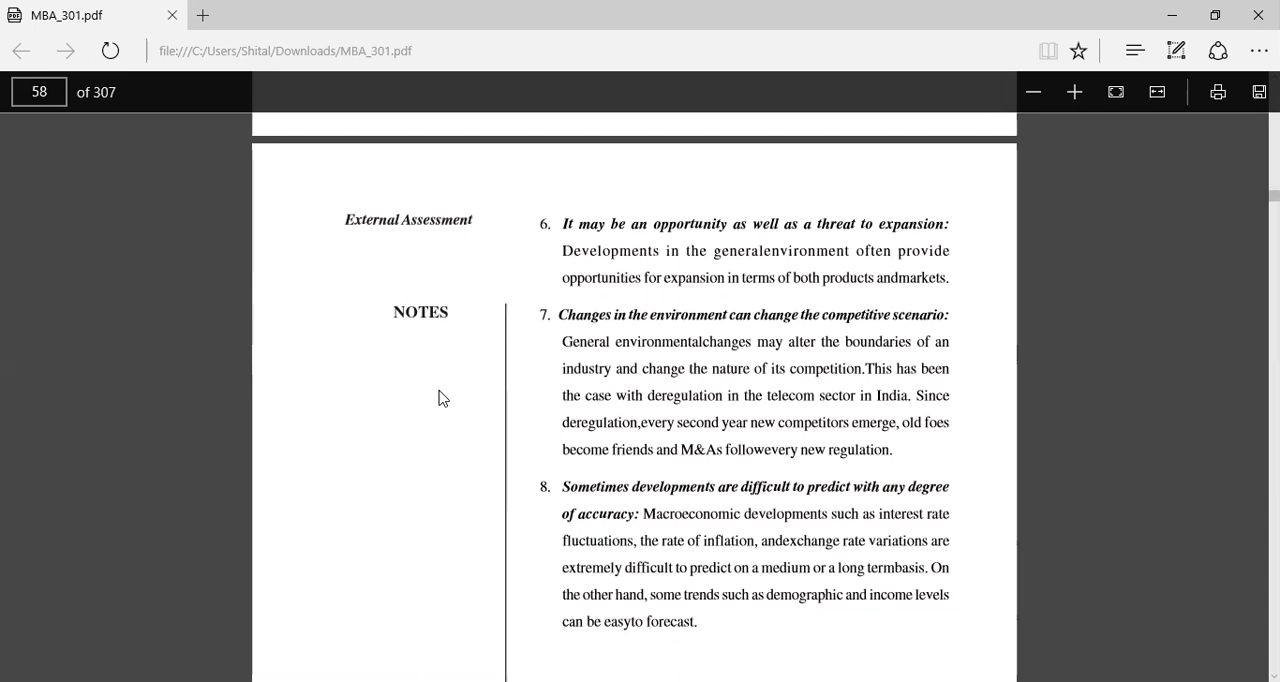 MBA_301.pdf
file:///C:/Users/Shital/Downloads/MBA_301.pdf
58 of 307
External Assessment
NOTES
6. It may be an opportunity as well as a threat to expansion:
Developments in the generalenvironment often provide
opportunities for expansion in terms of both products andmarkets.
7. Changes in the environment can change the competitive scenario:
General environmentalchanges may alter the boundaries of an
industry and change the nature of its competition.This has been
the case with deregulation in the telecom sector in India. Since
deregulation,every second year new competitors emerge, old foes
become friends and M&As followevery new regulation.
8. Sometimes developments are difficult to predict with any degree
of accuracy: Macroeconomic developments such as interest rate
fluctuations, the rate of inflation, andexchange rate variations are
extremely difficult to predict on a medium or a long termbasis. On
the other hand, some trends such as demographic and income levels
can be easyto forecast.